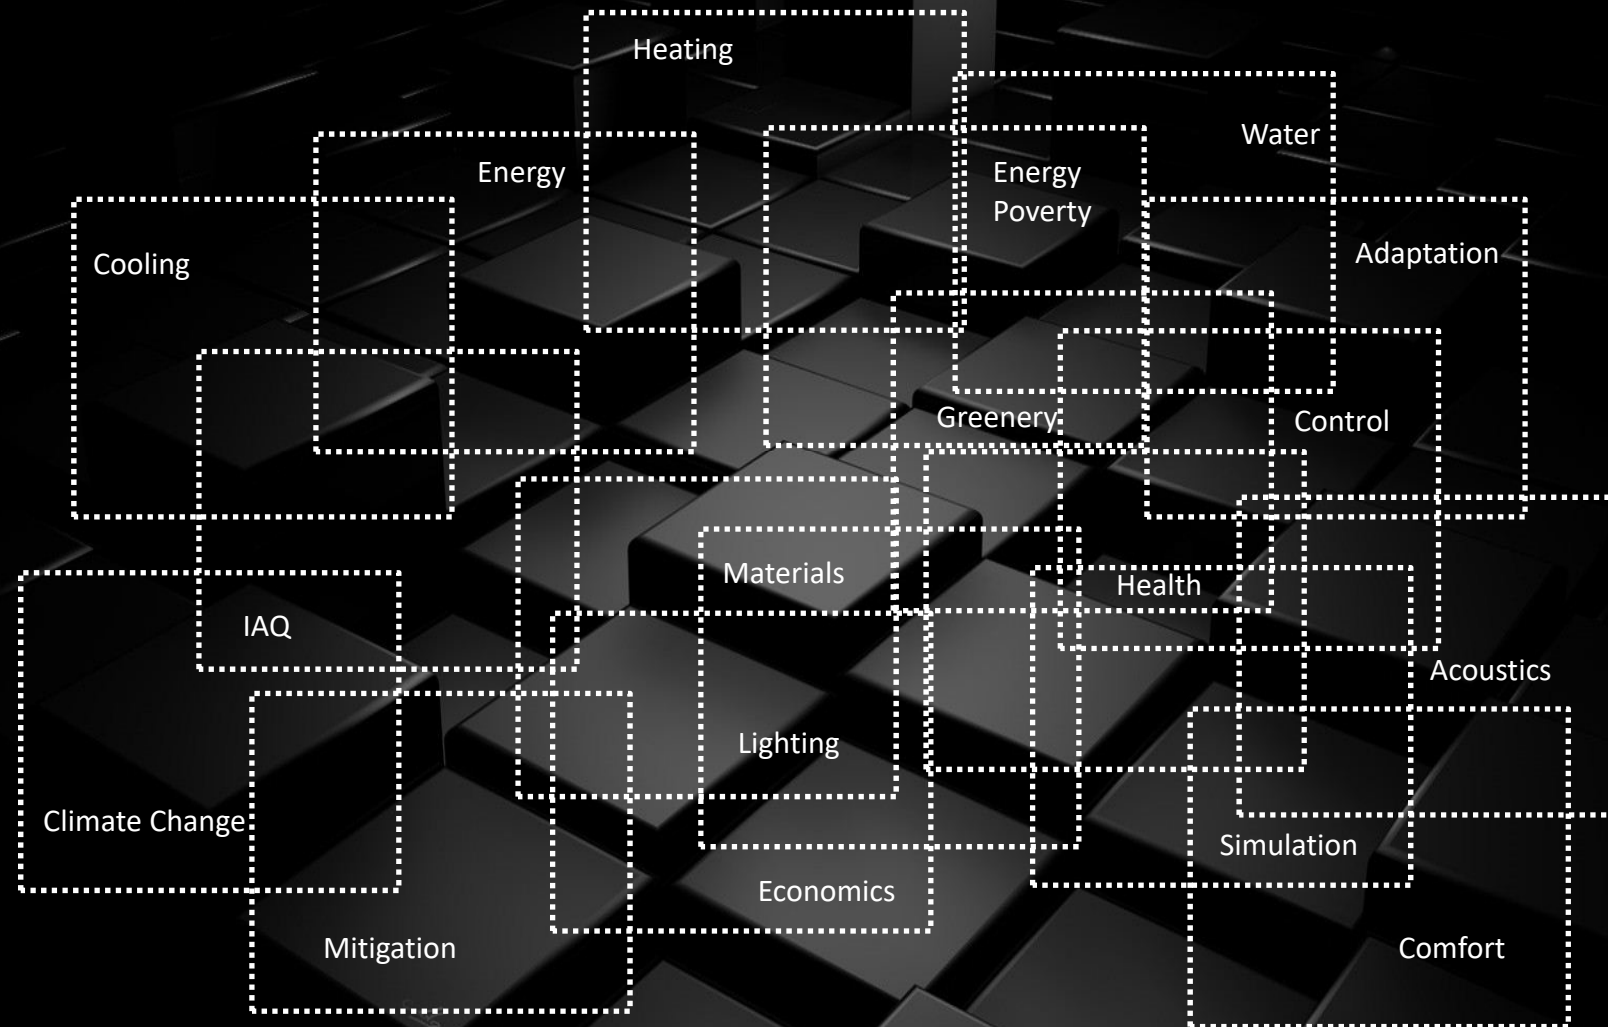 Heating
Water
Energy
Energy
Poverty
Adaptation
Cooling
Greenery
Control
Materials
Health
IAQ
Acoustics
Lighting
Climate Change
Simulation
Economics
Mitigation
Comfort